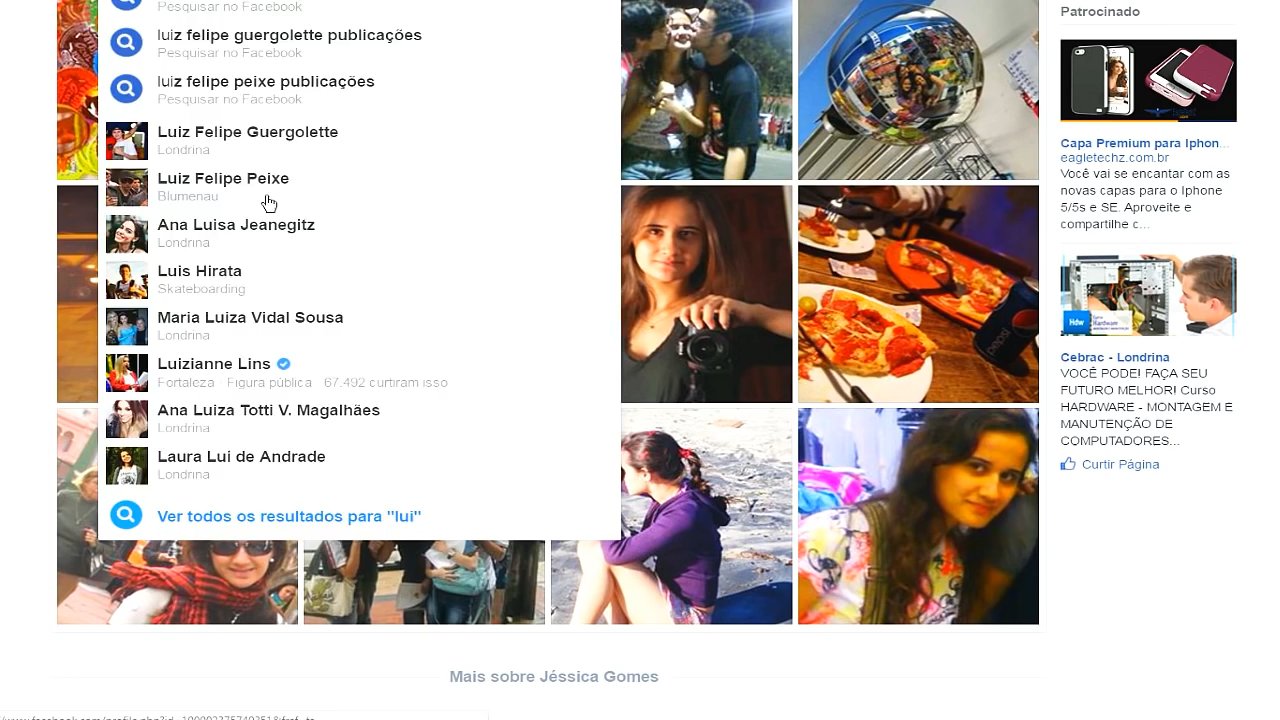 Pesquisar no Facebook
luiz felipe guergolette publicações
Pesquisar no Facebook
luiz felipe peixe publicações
Pesquisar no Facebook
Luiz Felipe Guergolette
Londrina
Luiz Felipe Peixe
Blumenau
Ana Luisa Jeanegitz
Londrina
Luis Hirata
Skateboarding
Maria Luiza Vidal Sousa
Londrina
Luizianne Lins
Fortaleza · Figura pública · 67.492 curtiram isso
Ana Luiza Totti V. Magalhães
Londrina
Laura Lui de Andrade
Londrina
Ver todos os resultados para "lui"
pepsi
Mais sobre Jéssica Gomes
Patrocinado
Capa Premium para Iphon...
eagletechz.com.br
Você vai se encantar com as
novas capas para o Iphone
5/5s e SE. Aproveite e
compartilhe c...
Hdw
Hardware
Cebrac - Londrina
VOCÊ PODE! FAÇA SEU
FUTURO MELHOR! Curso
HARDWARE - MONTAGEM E
MANUTENÇÃO DE
COMPUTADORES...
Curtir Página